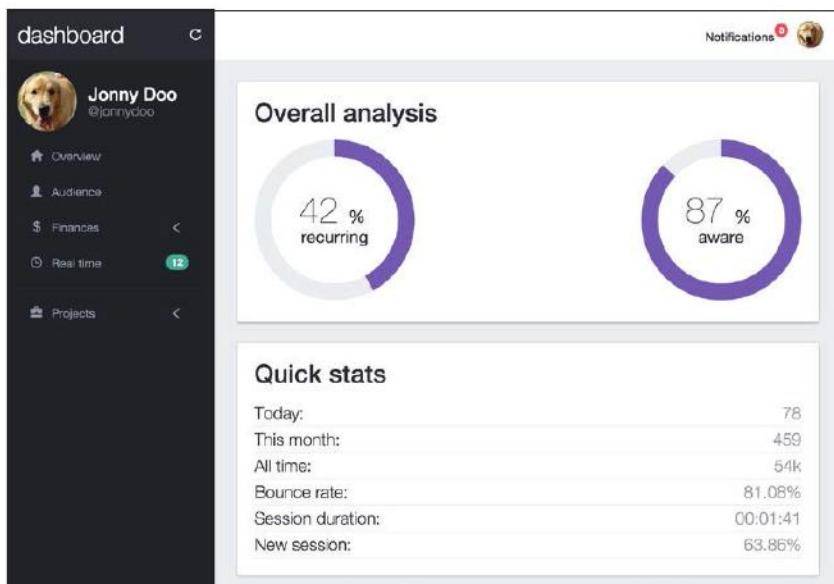 dashboard
Notifications
Jonny Doo
@jonnydoo
Overview
Audience
$ Finances
Real time 12
Projects
Overall analysis
42 %
recurring
87 %
aware
Quick stats
Today: 78
This month: 459
All time: 54k
Bounce rate: 81.08%
Session duration: 00:01:41
New session: 63.86%